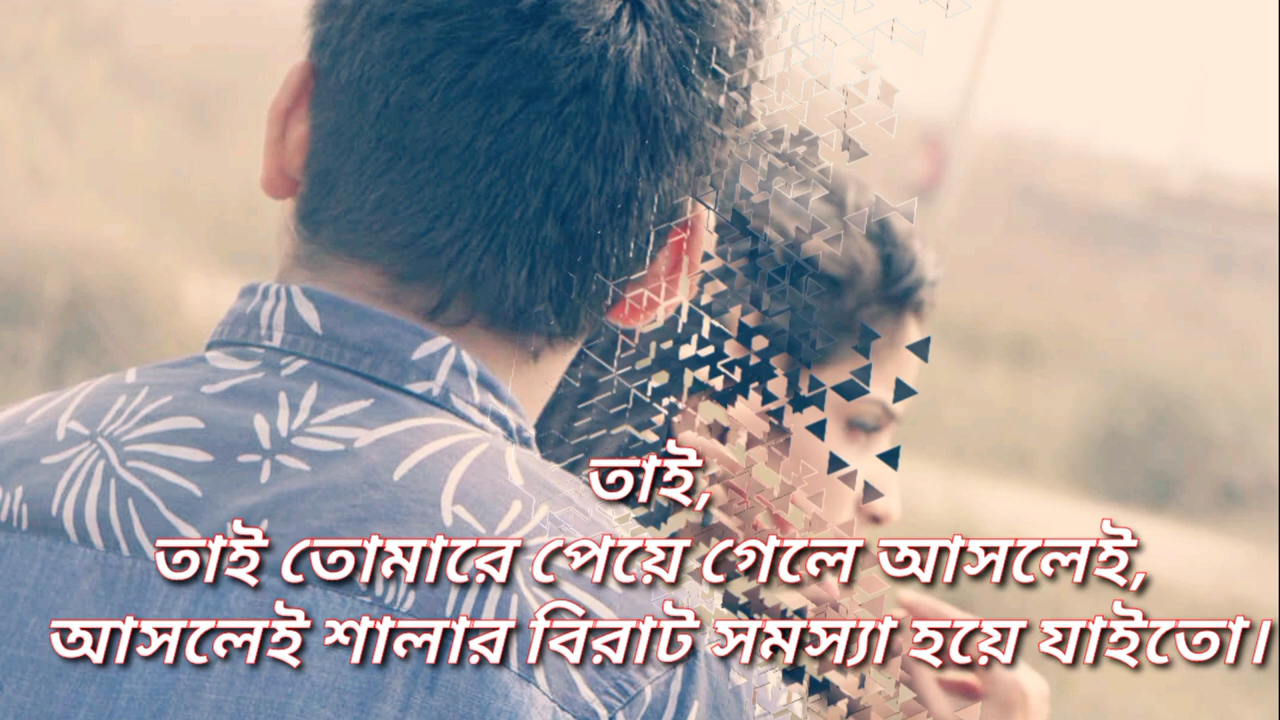 তাই,
তাই তোমারে পেয়ে গেলে আসলেই,
আসলেই শালার বিরাট সমস্যা হয়ে যাইতো।